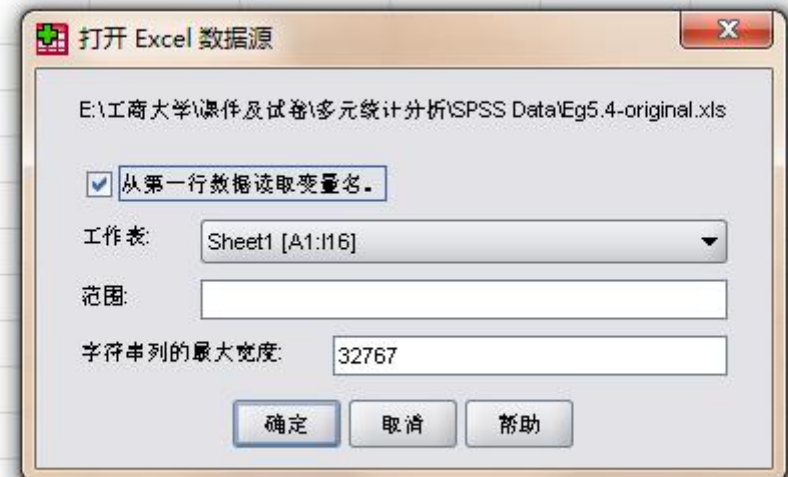 打开 Excel 数据源
E:\工商大学\课件及试卷\多元统计分析\SPSS Data\Eg5.4-original.xls
从第一行数据读取变量名。
工作表: Sheet1 [A1:I16]
范围:
字符串列的最大宽度: 32767
确定 取消 帮助